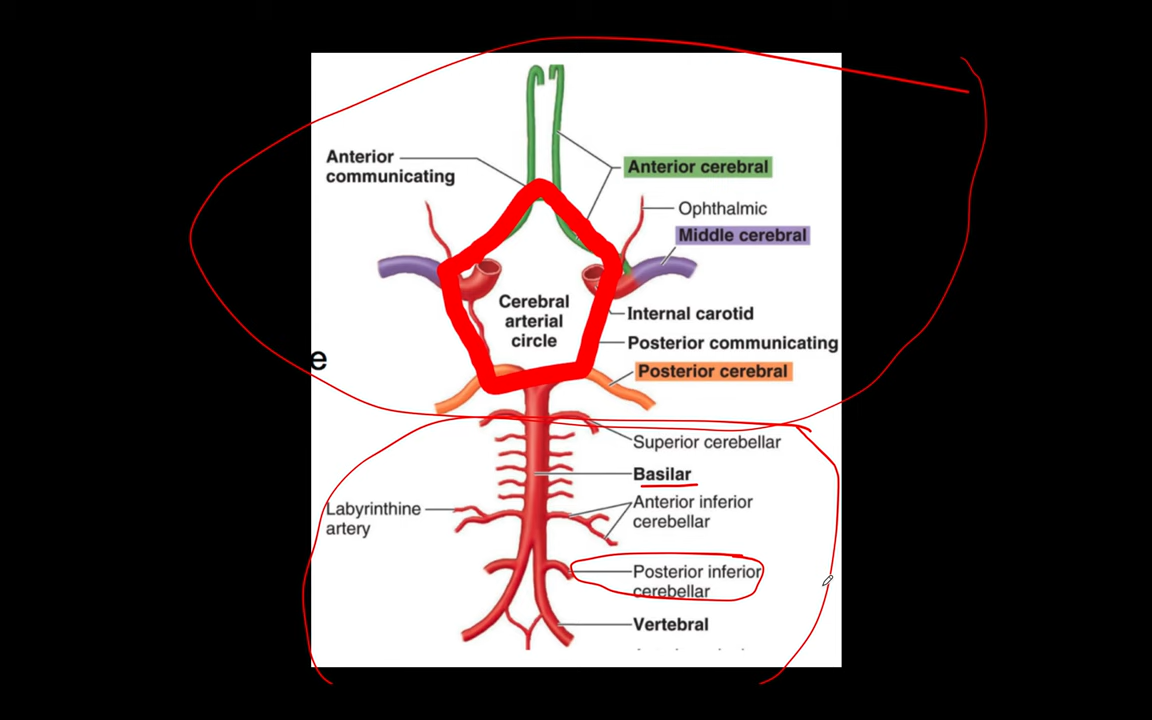 Anterior
communicating
Anterior cerebral
Ophthalmic
Middle cerebral
Cerebral
arterial
circle
Internal carotid
Posterior communicating
e
Posterior cerebral
Superior cerebellar
Basilar
Labyrinthine
artery
Anterior inferior
cerebellar
Posterior inferior
cerebellar
Vertebral